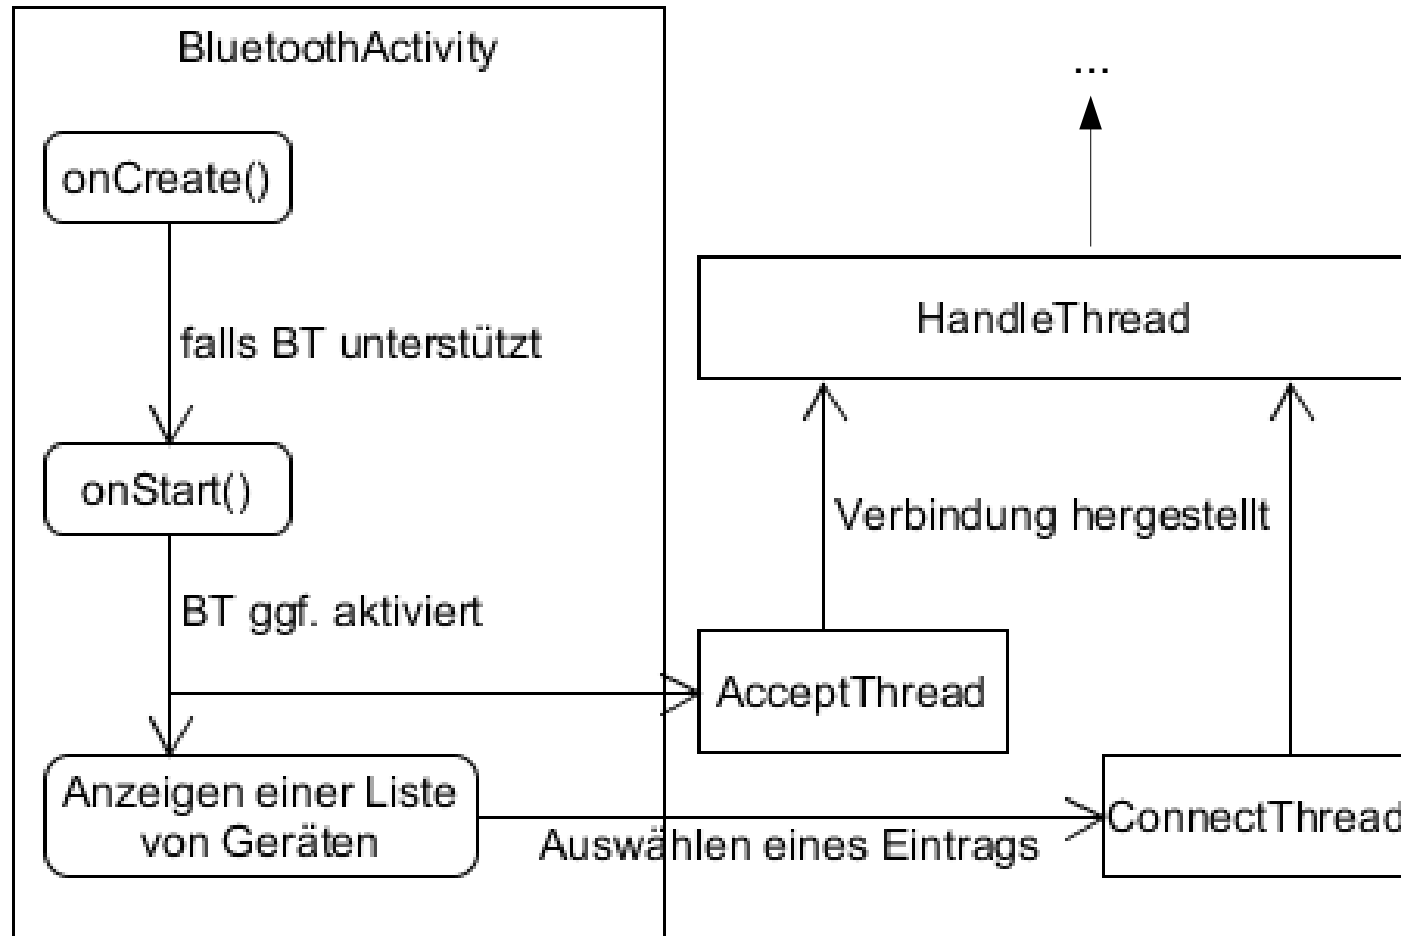 BluetoothActivity
...
onCreate()
HandleThread
falls BT unterstützt
onStart()
Verbindung hergestellt
BT ggf. aktiviert
AcceptThread
Anzeigen einer Liste
von Geräten
ConnectThread
Auswählen eines Eintrags